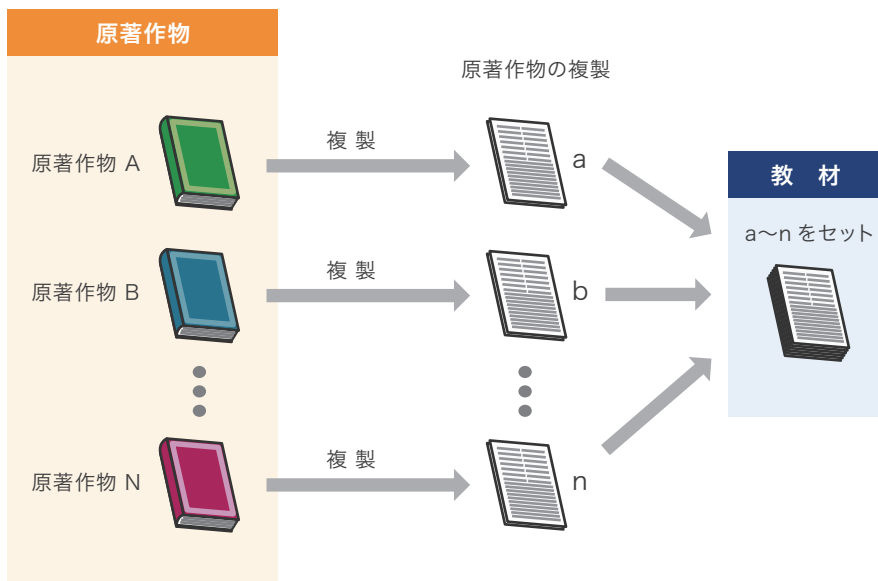 原著作物
原著作物の複製
原著作物 A
複 製
a
原著作物 B
複 製
b
原著作物 N
複 製
n
教 材
a〜n をセット